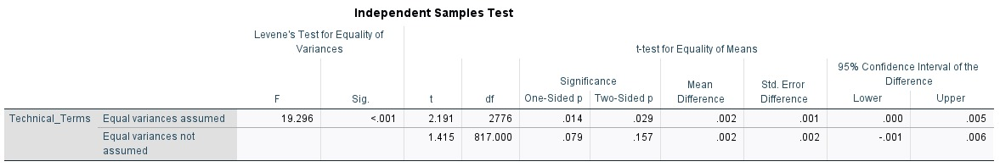 Independent Samples Test
Levene's Test for Equality of
Variances
t-test for Equality of Means
F
Sig.
t
df
Significance
One-Sided p
Two-Sided p
Mean
Difference
Std. Error
Difference
95% Confidence Interval of the
Difference
Lower
Upper
Technical_Terms Equal variances assumed 19.296 <.001 2.191 2776 .014 .029 .002 .001 .000 .005
Equal variances not
assumed
1.415 817.000 .079 .157 .002 .002 -.001 .006